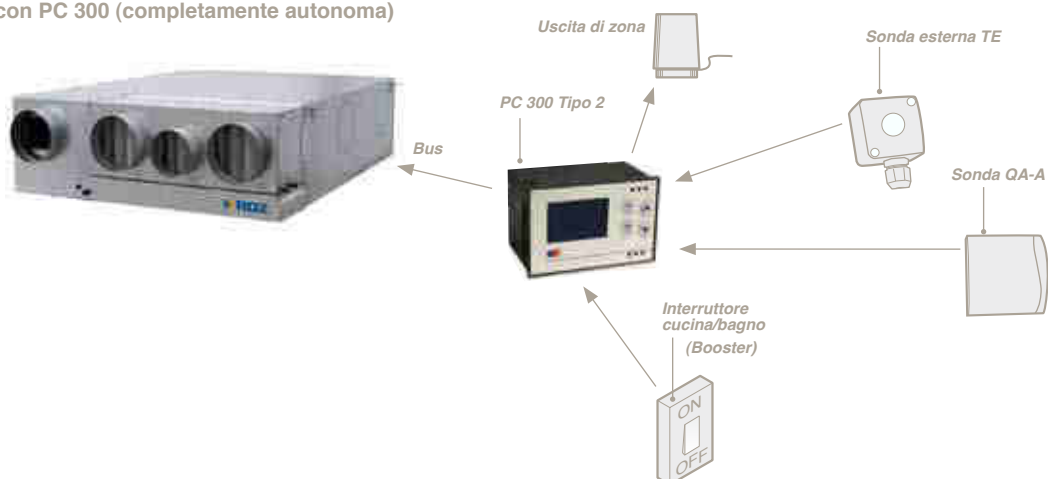 con PC 300 (completamente autonoma)
Uscita di zona
Sonda esterna TE
PC 300 Tipo 2
Bus
Sonda QA-A
RDZ
Interruttore
cucina/bagno
(Booster)
ON
OFF